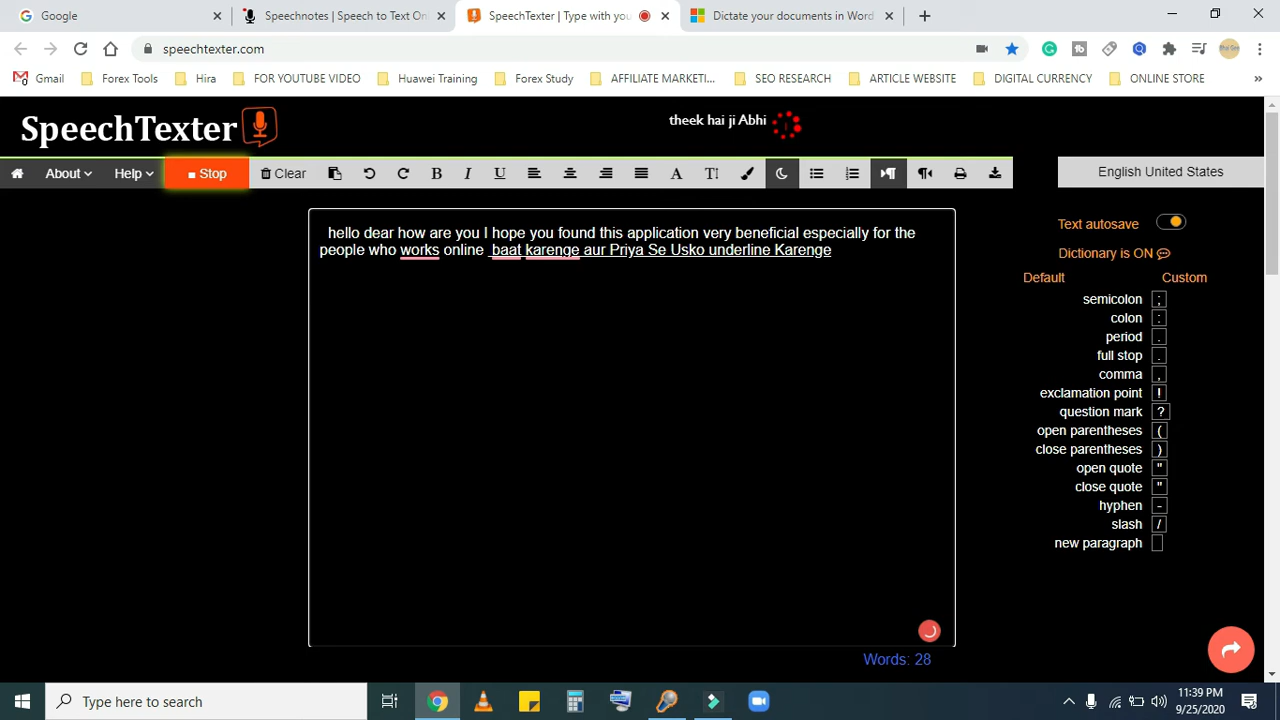 Google
Speechnotes | Speech to Text On
SpeechTexter | Type with you
Dictate your documents in Word
speechtexter.com
Gmail
Forex Tools
Hira
FOR YOUTUBE VIDEO
Huawei Training
Forex Study
AFFILIATE MARKETI...
SEO RESEARCH
ARTICLE WEBSITE
DIGITAL CURRENCY
ONLINE STORE
»
SpeechTexter
theek hai ji Abhi
About
Help
Stop
Clear
B
I
U
A
TI
English United States
hello dear how are you I hope you found this application very beneficial especially for the
people who works online baat karenge aur Priya Se Usko underline Karenge
Text autosave
Dictionary is ON
Default Custom
semicolon ;
colon :
period .
full stop .
comma ,
exclamation point !
question mark ?
open parentheses (
close parentheses )
open quote "
close quote "
hyphen -
slash /
new paragraph
Words: 28
Type here to search
11:39 PM
9/25/2020